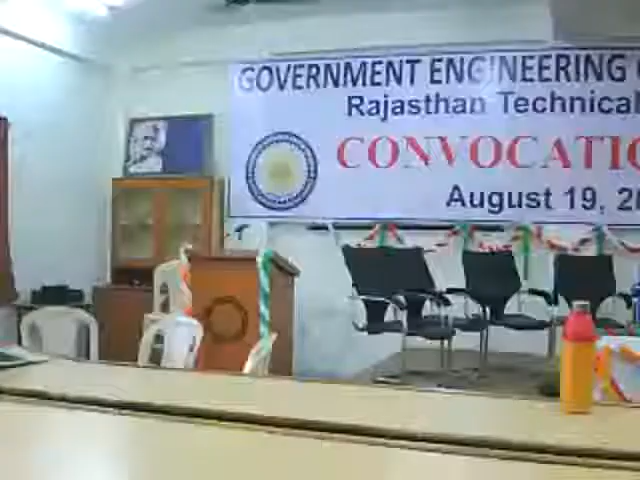 GOVERNMENT ENGINEERING
Rajasthan Technical
CONVOCATIO
August 19, 2